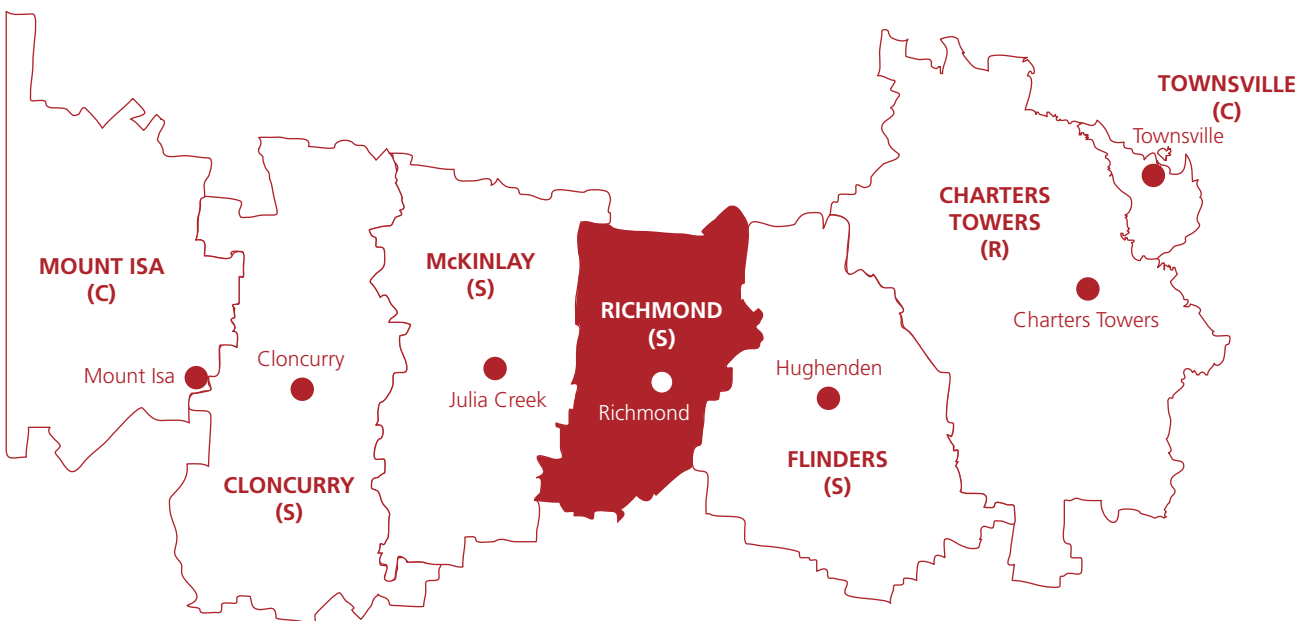 TOWNSVILLE
(C)
Townsville
CHARTERS
TOWERS
(R)
Charters Towers
MOUNT ISA
(C)
Mount Isa
Cloncurry
CLONCURRY
(S)
McKINLAY
(S)
Julia Creek
RICHMOND
(S)
Richmond
Hughenden
FLINDERS
(S)